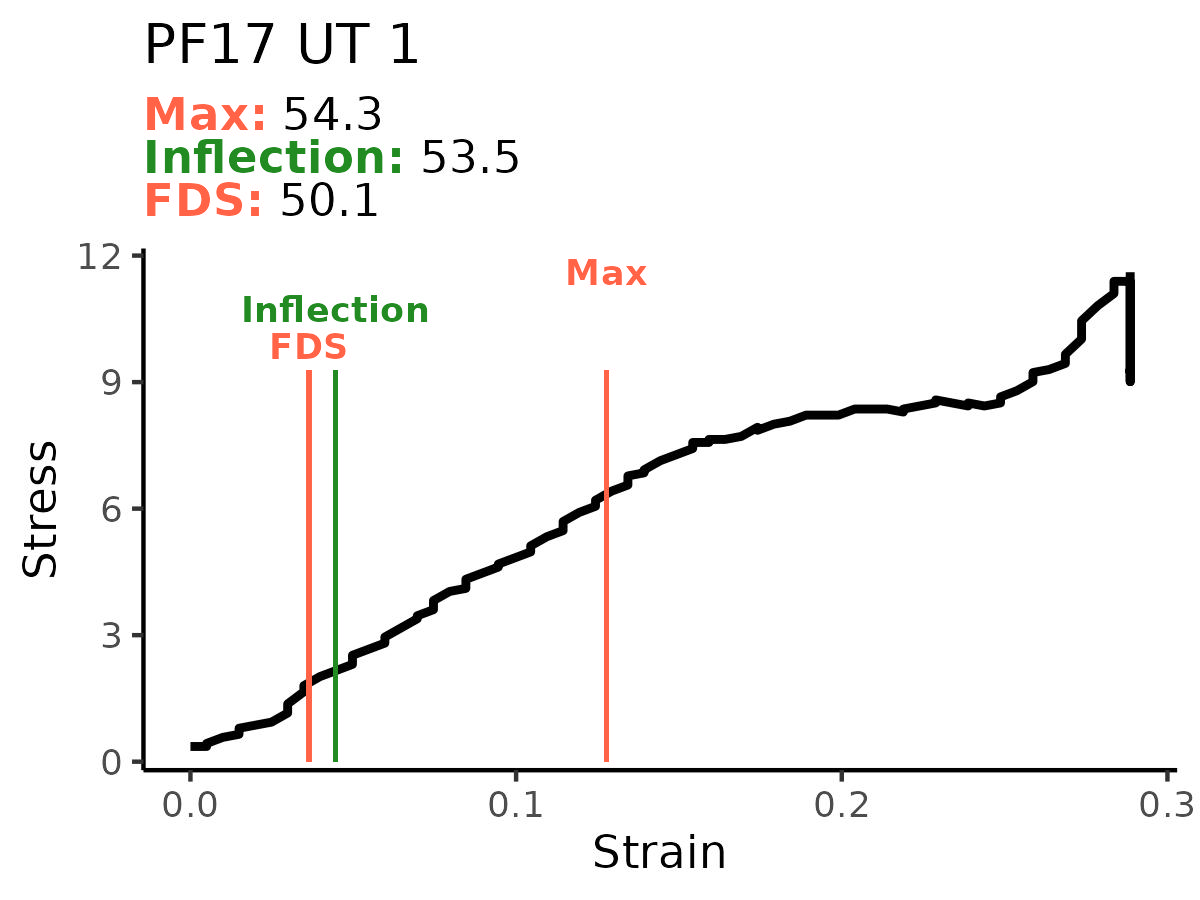 PF17 UT 1
Max: 54.3
Inflection: 53.5
FDS: 50.1
12
Max
Inflection
FDS
9
6
3
0
Stress
0.0 0.1 0.2 0.3
Strain